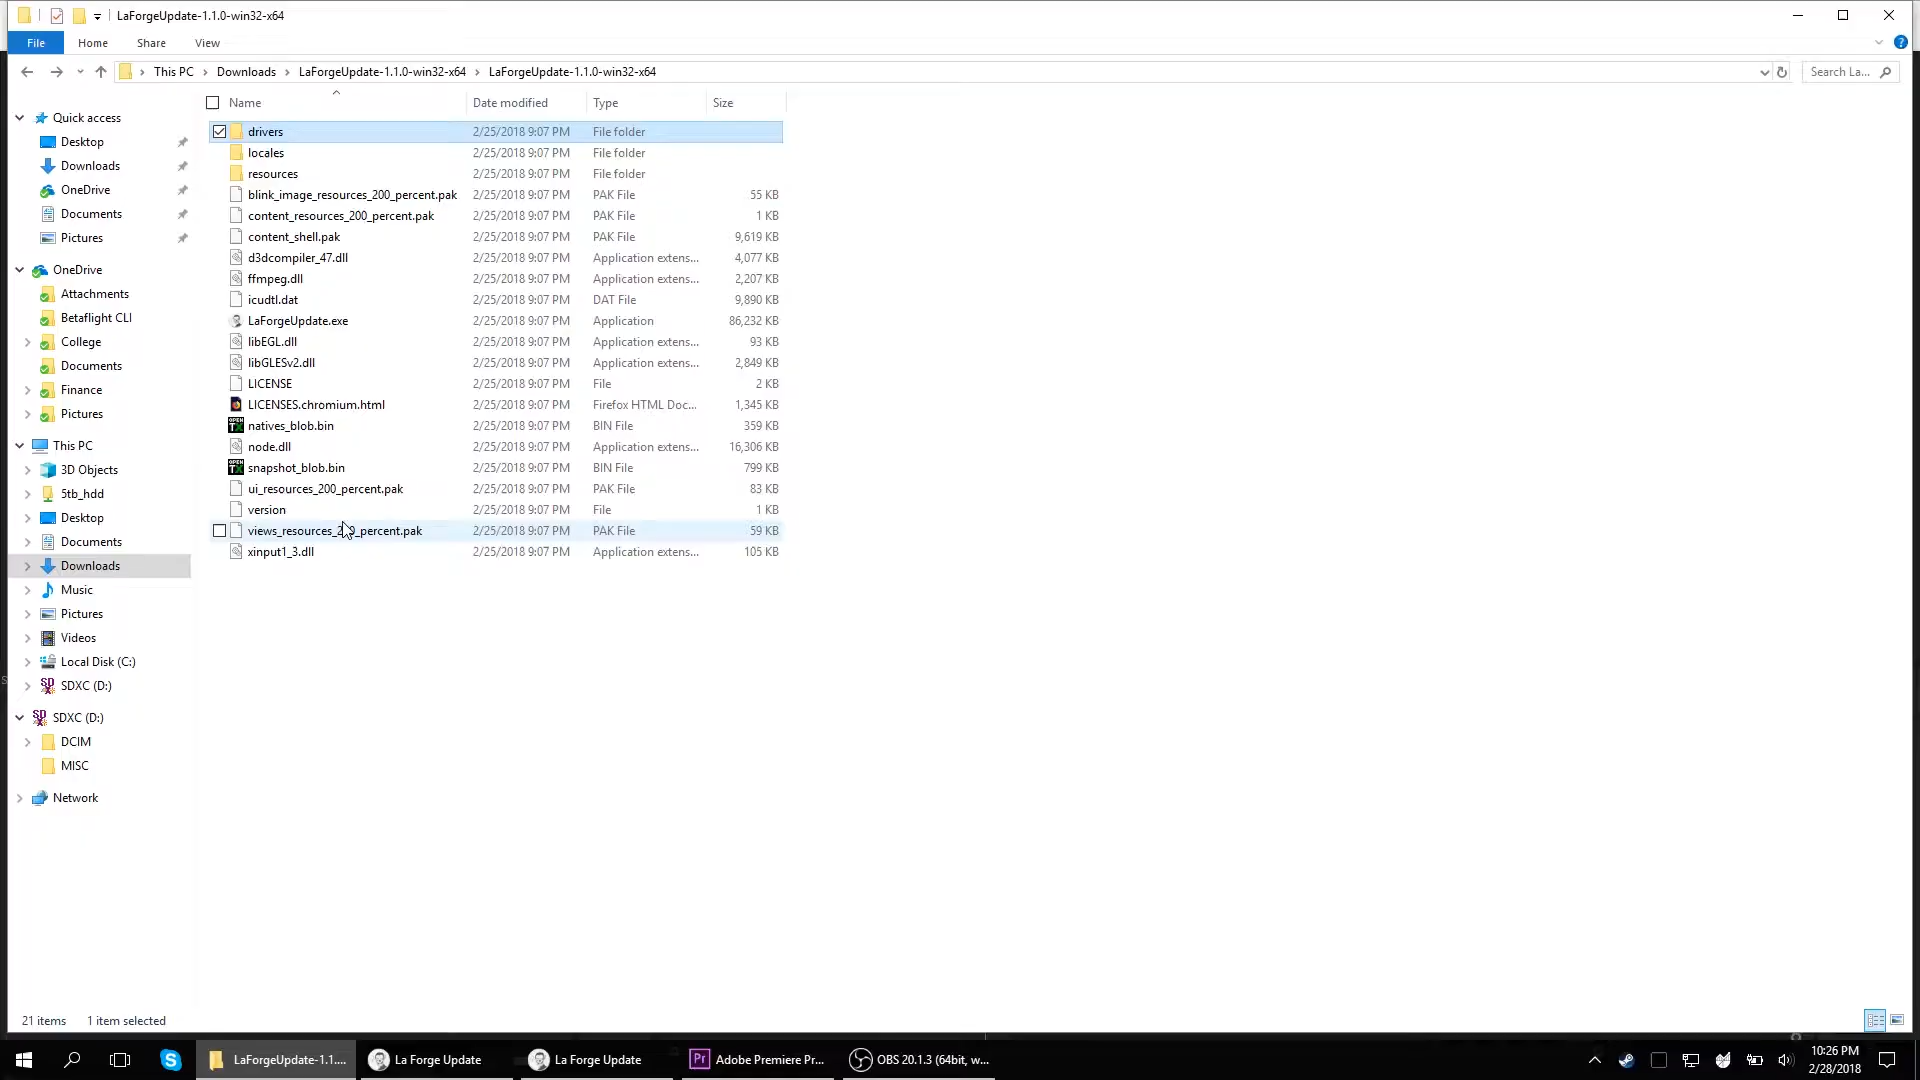 LaForgeUpdate-1.1.0-win32-x64
File Home Share View
This PC Downloads LaForgeUpdate-1.1.0-win32-x64 LaForgeUpdate-1.1.0-win32-x64
Search La...
Name Date modified Type Size
Quick access
Desktop
Downloads
OneDrive
Documents
Pictures
OneDrive
Attachments
Betaflight CLI
College
Documents
Finance
Pictures
This PC
3D Objects
5tb_hdd
Desktop
Documents
Downloads
Music
Pictures
Videos
Local Disk (C:)
SDXC (D:)
SDXC (D:)
DCIM
MISC
Network
drivers 2/25/2018 9:07 PM File folder
locales 2/25/2018 9:07 PM File folder
resources 2/25/2018 9:07 PM File folder
blink_image_resources_200_percent.pak 2/25/2018 9:07 PM PAK File 55 KB
content_resources_200_percent.pak 2/25/2018 9:07 PM PAK File 1 KB
content_shell.pak 2/25/2018 9:07 PM PAK File 9,619 KB
d3dcompiler_47.dll 2/25/2018 9:07 PM Application extens... 4,077 KB
ffmpeg.dll 2/25/2018 9:07 PM Application extens... 2,207 KB
icudtl.dat 2/25/2018 9:07 PM DAT File 9,890 KB
LaForgeUpdate.exe 2/25/2018 9:07 PM Application 86,232 KB
libEGL.dll 2/25/2018 9:07 PM Application extens... 93 KB
libGLESv2.dll 2/25/2018 9:07 PM Application extens... 2,849 KB
LICENSE 2/25/2018 9:07 PM File 2 KB
LICENSES.chromium.html 2/25/2018 9:07 PM Firefox HTML Doc... 1,345 KB
natives_blob.bin 2/25/2018 9:07 PM BIN File 359 KB
node.dll 2/25/2018 9:07 PM Application extens... 16,306 KB
snapshot_blob.bin 2/25/2018 9:07 PM BIN File 799 KB
ui_resources_200_percent.pak 2/25/2018 9:07 PM PAK File 83 KB
version 2/25/2018 9:07 PM File 1 KB
views_resources_200_percent.pak 2/25/2018 9:07 PM PAK File 59 KB
xinput1_3.dll 2/25/2018 9:07 PM Application extens... 105 KB
21 items 1 item selected
LaForgeUpdate-1.1.... La Forge Update La Forge Update Adobe Premiere Pr... OBS 20.1.3 (64bit, w...
10:26 PM
2/28/2018